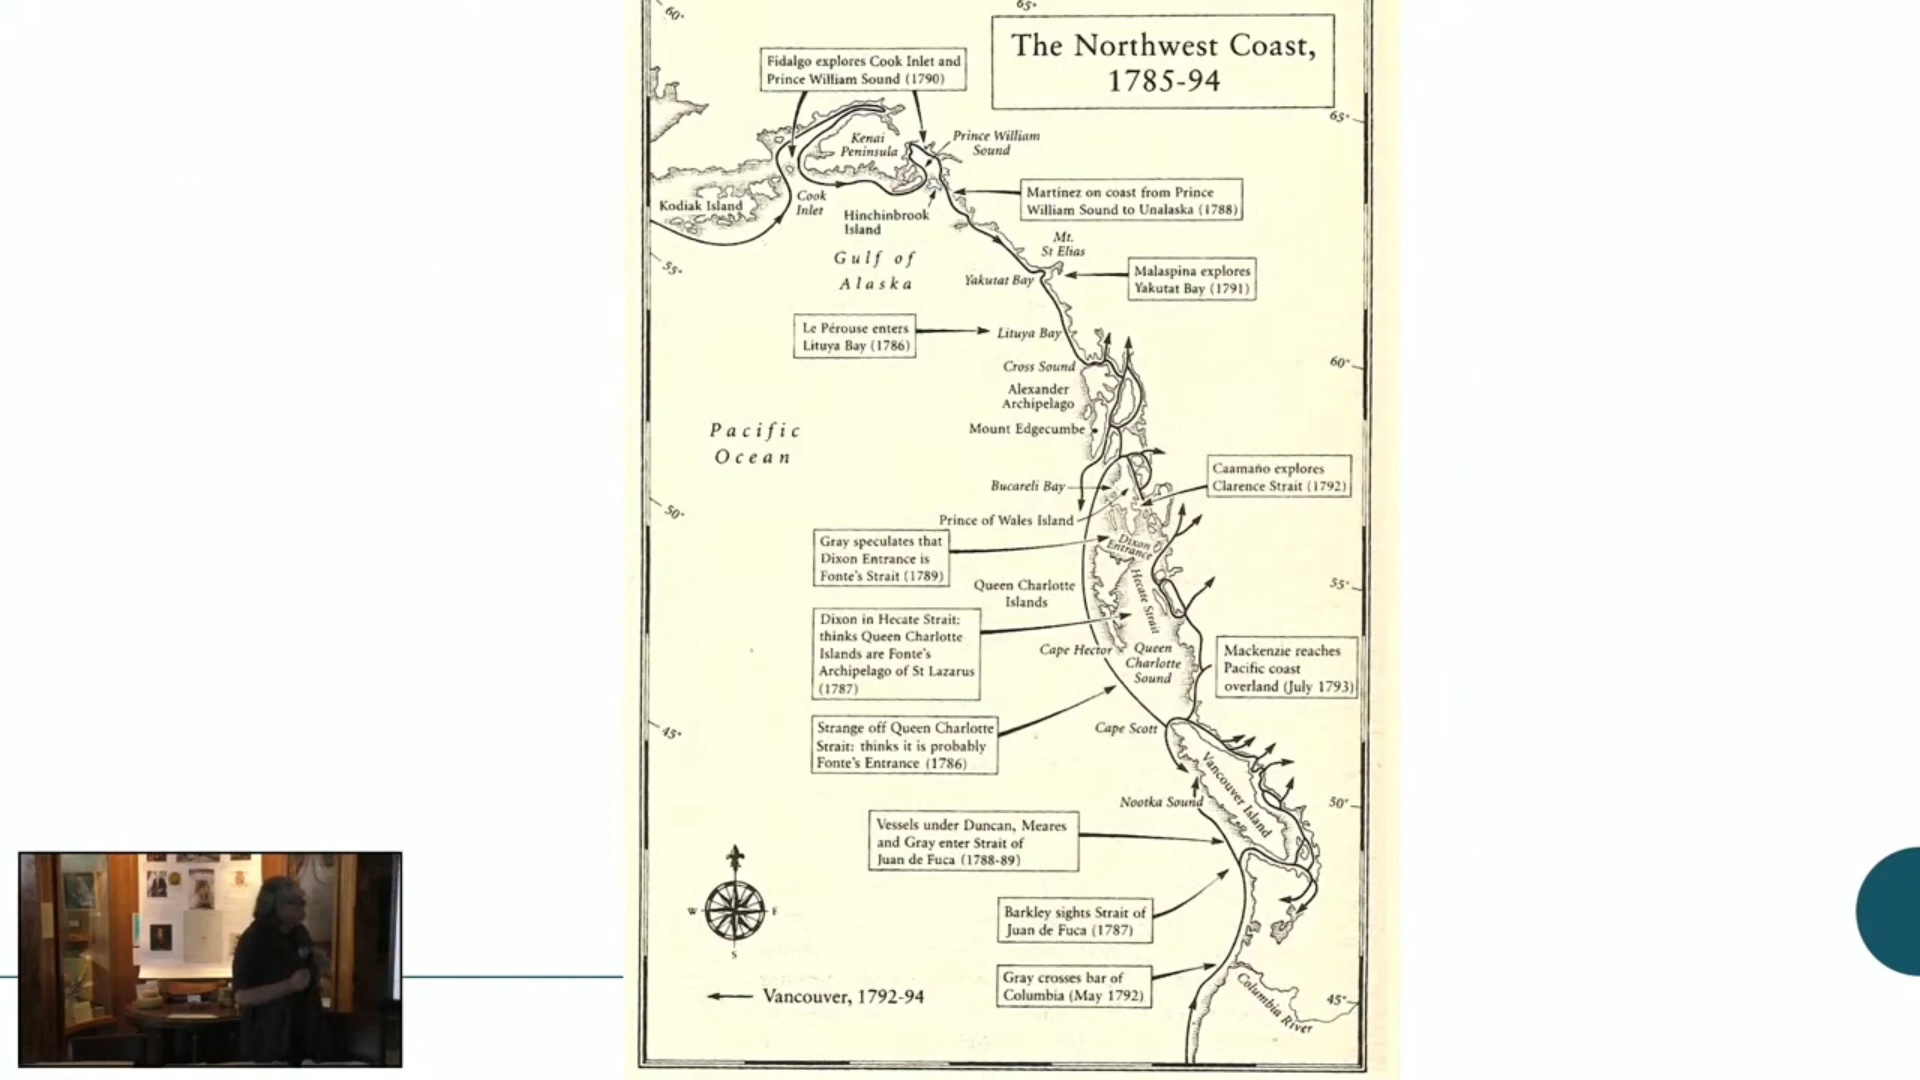 60°
65°
The Northwest Coast,
1785-94
Fidalgo explores Cook Inlet and
Prince William Sound (1790)
65°
Kenai
Peninsula
Prince William
Sound
Kodiak Island
Cook
Inlet
Hinchinbrook
Island
Martínez on coast from Prince
William Sound to Unalaska (1788)
Gulf of
Alaska
Mt.
St Elias
55°
Yakutat Bay
Malaspina explores
Yakutat Bay (1791)
Le Pérouse enters
Lituya Bay (1786)
Lituya Bay
Cross Sound
60°
Alexander
Archipelago
Pacific
Ocean
Mount Edgecumbe
Caamaño explores
Clarence Strait (1792)
Bucareli Bay
50°
Prince of Wales Island
Gray speculates that
Dixon Entrance is
Fonte's Strait (1789)
Dixon
Entrance
Queen Charlotte
Islands
Hecate Strait
55°
Dixon in Hecate Strait:
thinks Queen Charlotte
Islands are Fonte's
Archipelago of St Lazarus
(1787)
Cape Hector
Queen
Charlotte
Sound
Mackenzie reaches
Pacific coast
overland (July 1793)
Strange off Queen Charlotte
Strait: thinks it is probably
Fonte's Entrance (1786)
45°
Cape Scott
Vancouver Island
Nootka Sound
50°
Vessels under Duncan, Meares
and Gray enter Strait of
Juan de Fuca (1788-89)
W
E
S
Barkley sights Strait of
Juan de Fuca (1787)
Gray crosses bar of
Columbia (May 1792)
Columbia River
45°
Vancouver, 1792-94